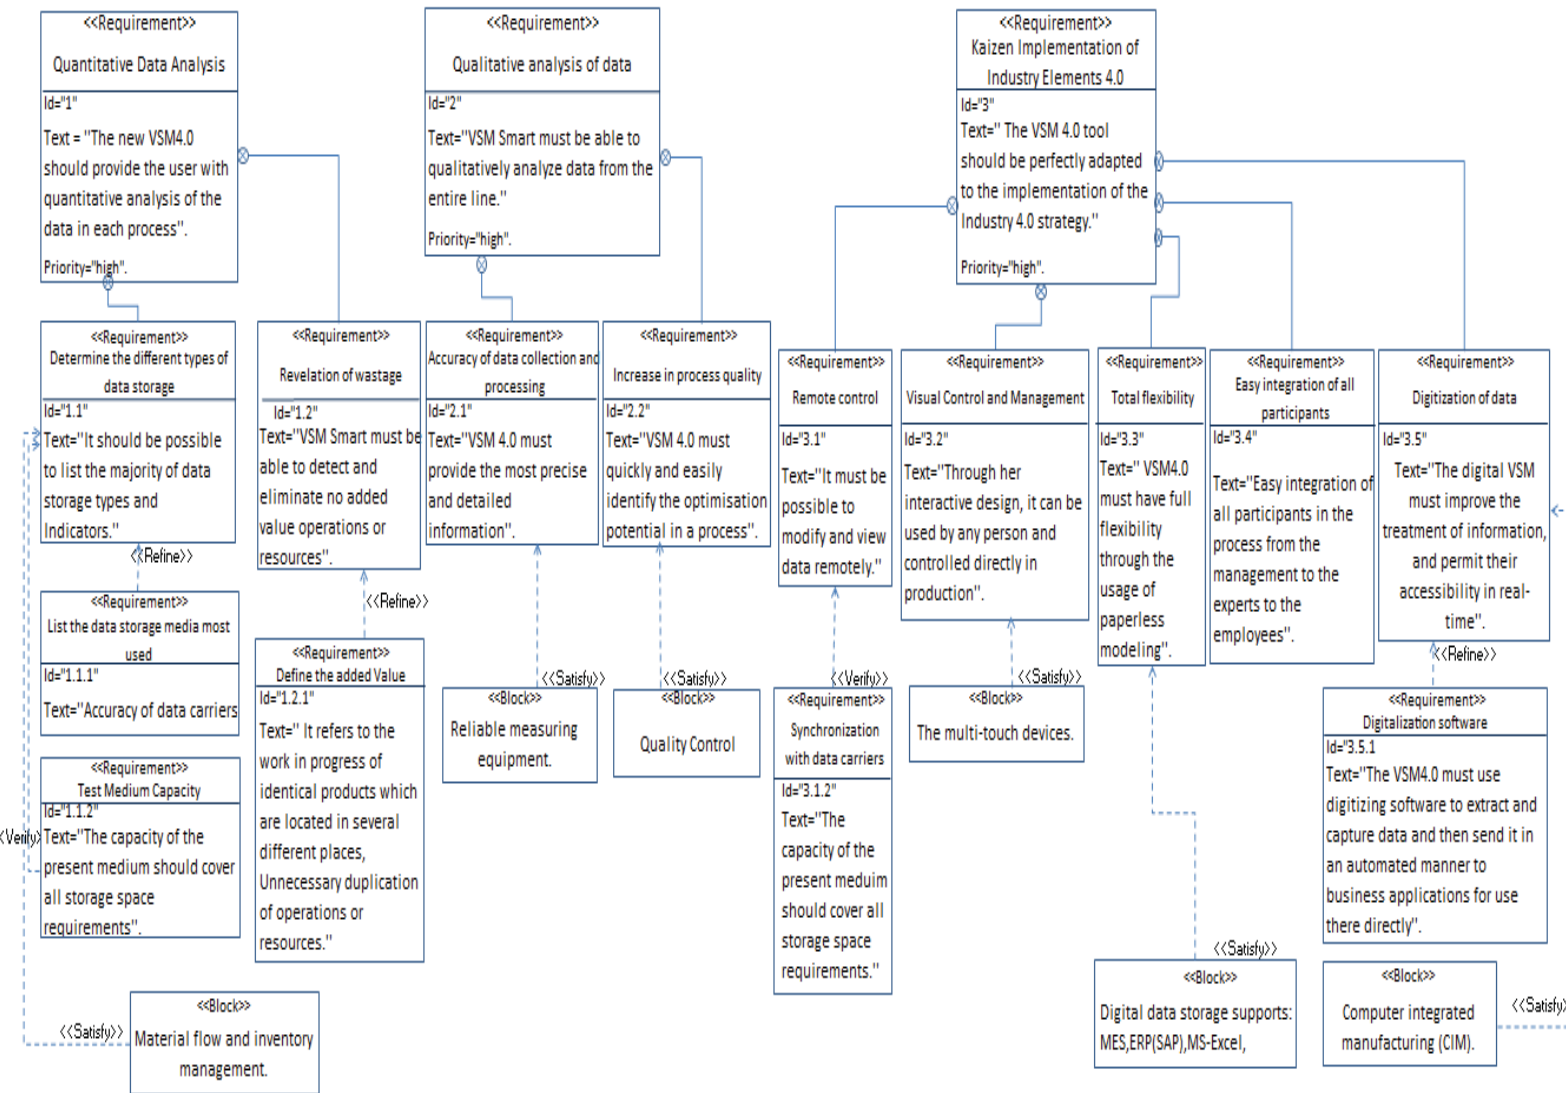 <<Requirement>>
Quantitative Data Analysis
Id="1"
Text = "The new VSM4.0
should provide the user with
quantitative analysis of the
data in each process".
Priority="high".
<<Requirement>>
Qualitative analysis of data
Id="2"
Text="VSM Smart must be able to
qualitatively analyze data from the
entire line."
Priority="high".
<<Requirement>>
Kaizen Implementation of
Industry Elements 4.0
Id="3"
Text=" The VSM 4.0 tool
should be perfectly adapted
to the implementation of the
Industry 4.0 strategy."
Priority="high".
<<Requirement>>
Determine the different types of
data storage
Id="1.1"
Text="It should be possible
to list the majority of data
storage types and
Indicators."
<<Requirement>>
Revelation of wastage
Id="1.2"
Text="VSM Smart must be
able to detect and
eliminate no added
value operations or
resources".
<<Requirement>>
Accuracy of data collection and
processing
Id="2.1"
Text="VSM 4.0 must
provide the most precise
and detailed
information".
<<Requirement>>
Increase in process quality
Id="2.2"
Text="VSM 4.0 must
quickly and easily
identify the optimisation
potential in a process".
<<Requirement>>
Remote control
Id="3.1"
Text="It must be
possible to
modify and view
data remotely."
<<Requirement>>
Visual Control and Management
Id="3.2"
Text="Through her
interactive design, it can be
used by any person and
controlled directly in
production".
<<Requirement>>
Total flexibility
Id="3.3"
Text=" VSM4.0
must have full
flexibility
through the
usage of
paperless
modeling".
<<Requirement>>
Easy integration of all
participants
Id="3.4"
Text="Easy integration of
all participants in the
process from the
management to the
experts to the
employees".
<<Requirement>>
Digitization of data
Id="3.5"
Text="The digital VSM
must improve the
treatment of information,
and permit their
accessibility in real-
time".
<<Refine>>
<<Requirement>>
List the data storage media most
used
Id="1.1.1"
Text="Accuracy of data carriers
<<Requirement>>
Test Medium Capacity
Id="1.1.2"
Text="The capacity of the
present medium should cover
all storage space
requirements".
<Verify>
<<Refine>>
<<Requirement>>
Define the added Value
Id="1.2.1"
Text=" It refers to the
work in progress of
identical products which
are located in several
different places,
Unnecessary duplication
of operations or
resources."
<<Satisfy>>
<<Block>>
Reliable measuring
equipment.
<<Satisfy>>
<<Block>>
Quality Control
<<Verify>>
<<Requirement>>
Synchronization
with data carriers
Id="3.1.2"
Text="The
capacity of the
present meduim
should cover all
storage space
requirements."
<<Satisfy>>
<<Block>>
The multi-touch devices.
<<Refine>>
<<Requirement>>
Digitalization software
Id="3.5.1
Text="The VSM4.0 must use
digitizing software to extract and
capture data and then send it in
an automated manner to
business applications for use
there directly".
<<Satisfy>>
<<Block>>
Material flow and inventory
management.
<<Satisfy>>
<<Block>>
Digital data storage supports:
MES,ERP(SAP),MS-Excel,
<<Block>>
Computer integrated
manufacturing (CIM).
<<Satisfy>